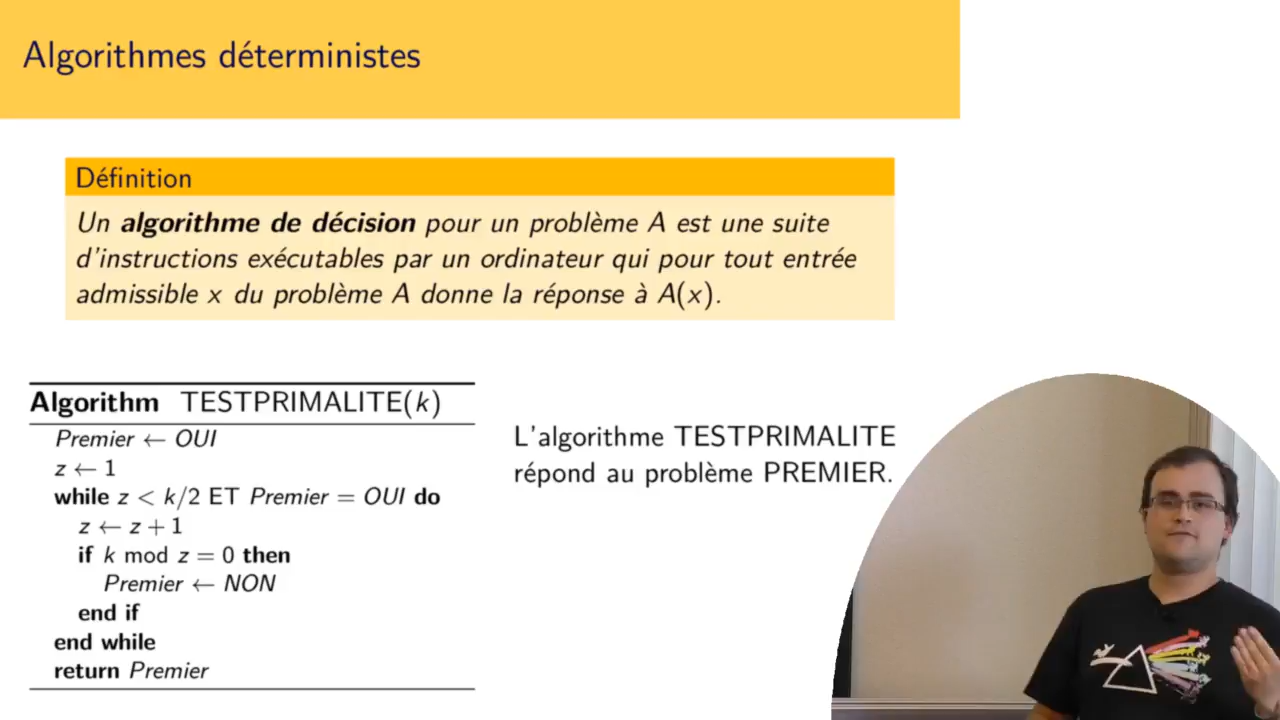 Algorithmes déterministes
Définition
Un algorithme de décision pour un problème A est une suite
d'instructions exécutables par un ordinateur qui pour tout entrée
admissible x du problème A donne la réponse à A(x).
Algorithm TESTPRIMALITE(k)
Premier ← OUI
z ← 1
while z < k/2 ET Premier = OUI do
z ← z + 1
if k mod z = 0 then
Premier ← NON
end if
end while
return Premier
L'algorithme TESTPRIMALITE
répond au problème PREMIER.